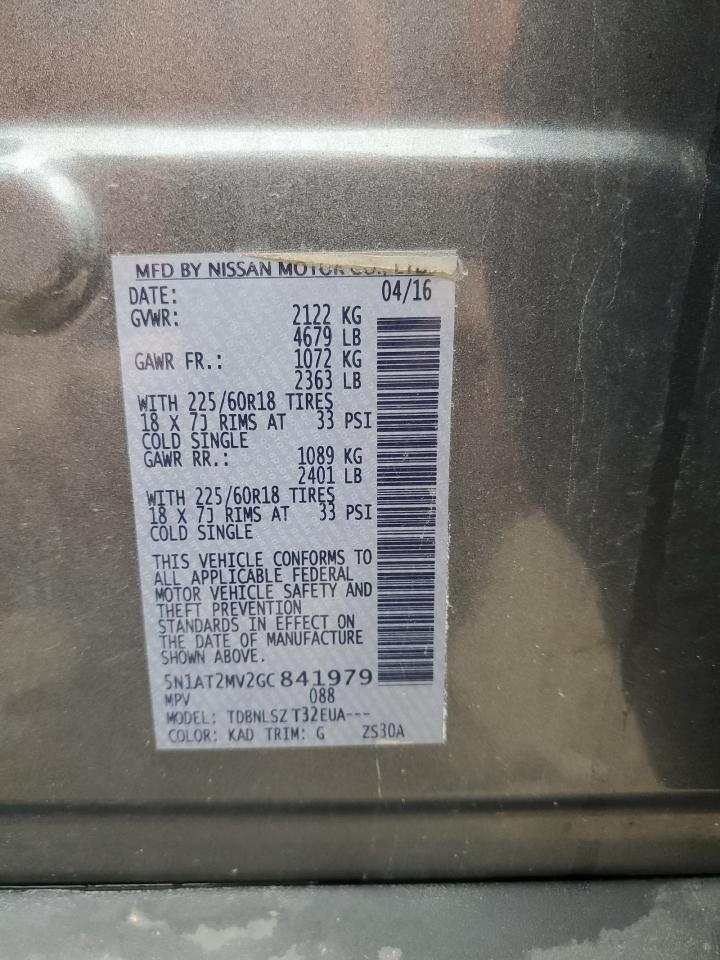 MFD BY NISSAN MOTOR CO., LTD.
DATE: 04/16
GVWR: 2122 KG
4679 LB
GAWR FR.: 1072 KG
2363 LB
WITH 225/60R18 TIRES
18 X 7J RIMS AT 33 PSI
COLD SINGLE
GAWR RR.: 1089 KG
2401 LB
WITH 225/60R18 TIRES
18 X 7J RIMS AT 33 PSI
COLD SINGLE
THIS VEHICLE CONFORMS TO
ALL APPLICABLE FEDERAL
MOTOR VEHICLE SAFETY AND
THEFT PREVENTION
STANDARDS IN EFFECT ON
THE DATE OF MANUFACTURE
SHOWN ABOVE.
5N1AT2MV2GC841979
MPV 088
MODEL: TDBNLSZ T32EUA---
COLOR: KAD TRIM: G ZS30A